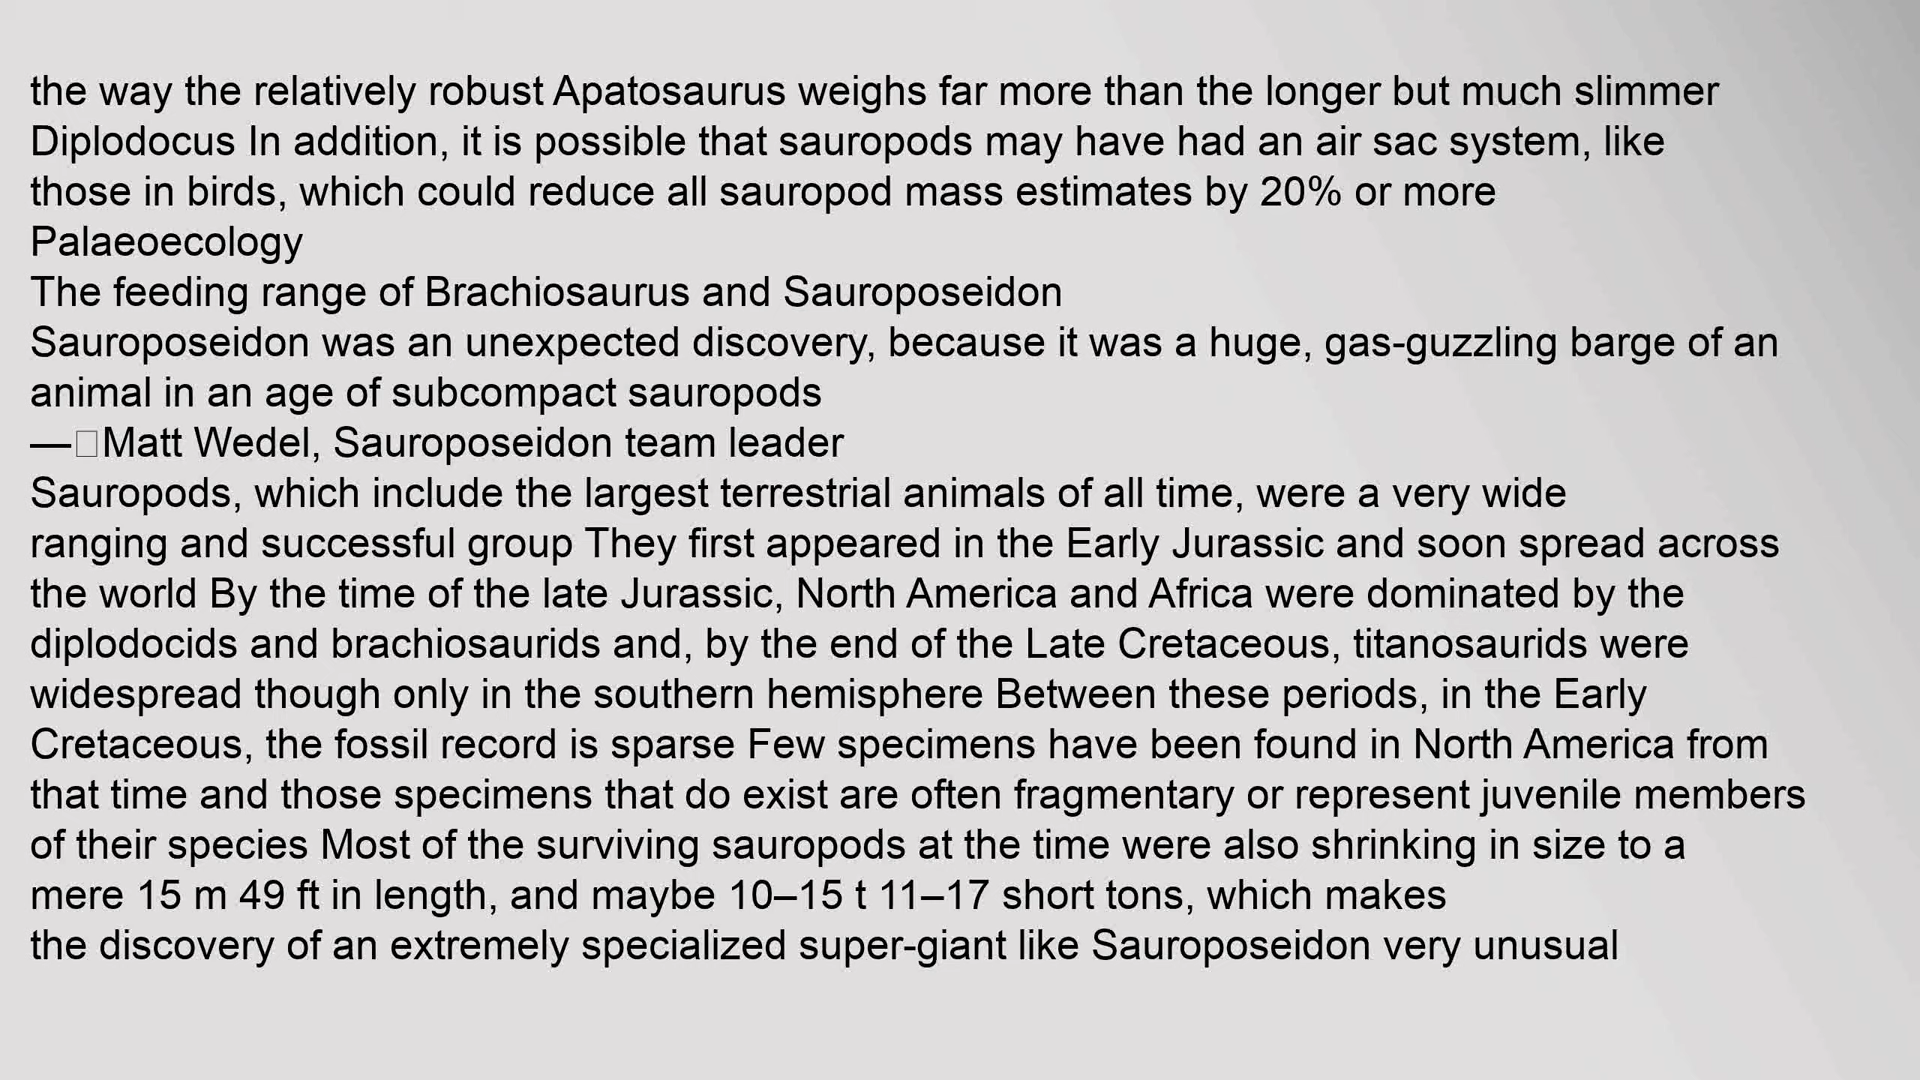 the way the relatively robust Apatosaurus weighs far more than the longer but much slimmer
Diplodocus In addition, it is possible that sauropods may have had an air sac system, like
those in birds, which could reduce all sauropod mass estimates by 20% or more
Palaeoecology
The feeding range of Brachiosaurus and Sauroposeidon
Sauroposeidon was an unexpected discovery, because it was a huge, gas-guzzling barge of an
animal in an age of subcompact sauropods
—□Matt Wedel, Sauroposeidon team leader
Sauropods, which include the largest terrestrial animals of all time, were a very wide
ranging and successful group They first appeared in the Early Jurassic and soon spread across
the world By the time of the late Jurassic, North America and Africa were dominated by the
diplodocids and brachiosaurids and, by the end of the Late Cretaceous, titanosaurids were
widespread though only in the southern hemisphere Between these periods, in the Early
Cretaceous, the fossil record is sparse Few specimens have been found in North America from
that time and those specimens that do exist are often fragmentary or represent juvenile members
of their species Most of the surviving sauropods at the time were also shrinking in size to a
mere 15 m 49 ft in length, and maybe 10–15 t 11–17 short tons, which makes
the discovery of an extremely specialized super-giant like Sauroposeidon very unusual